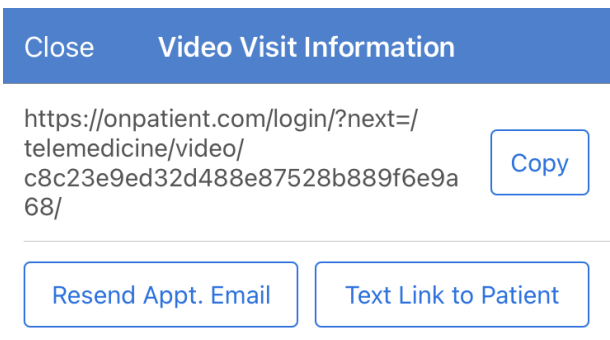 Close Video Visit Information
https://onpatient.com/login/?next=/
telemedicine/video/
c8c23e9ed32d488e87528b889f6e9a
68/
Copy
Resend Appt. Email Text Link to Patient